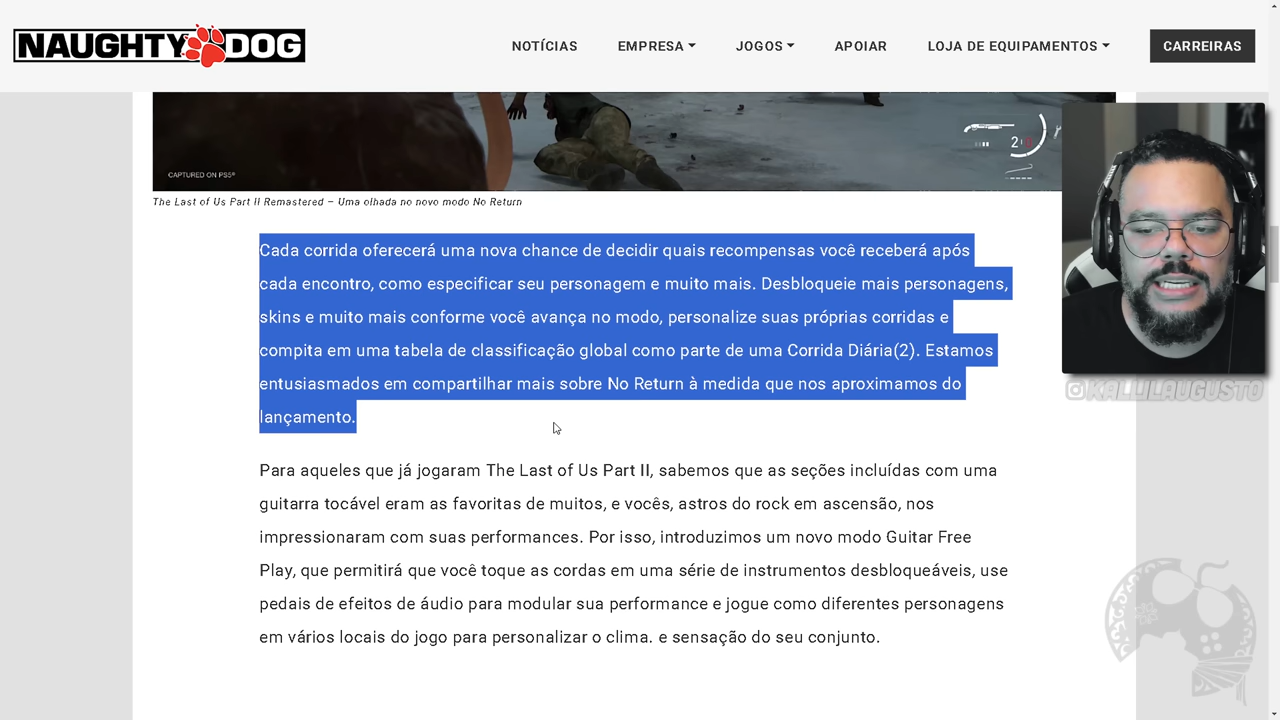 NAUGHTY DOG
NOTÍCIAS
EMPRESA
JOGOS
APOIAR
LOJA DE EQUIPAMENTOS
CARREIRAS
2
CAPTURED ON PS5®
The Last of Us Part II Remastered – Uma olhada no novo modo No Return
Cada corrida oferecerá uma nova chance de decidir quais recompensas você receberá após
cada encontro, como especificar seu personagem e muito mais. Desbloqueie mais personagens,
skins e muito mais conforme você avança no modo, personalize suas próprias corridas e
compita em uma tabela de classificação global como parte de uma Corrida Diária(2). Estamos
entusiasmados em compartilhar mais sobre No Return à medida que nos aproximamos do
lançamento.
@KALLILAUGUSTO
Para aqueles que já jogaram The Last of Us Part II, sabemos que as seções incluídas com uma
guitarra tocável eram as favoritas de muitos, e vocês, astros do rock em ascensão, nos
impressionaram com suas performances. Por isso, introduzimos um novo modo Guitar Free
Play, que permitirá que você toque as cordas em uma série de instrumentos desbloqueáveis, use
pedais de efeitos de áudio para modular sua performance e jogue como diferentes personagens
em vários locais do jogo para personalizar o clima. e sensação do seu conjunto.